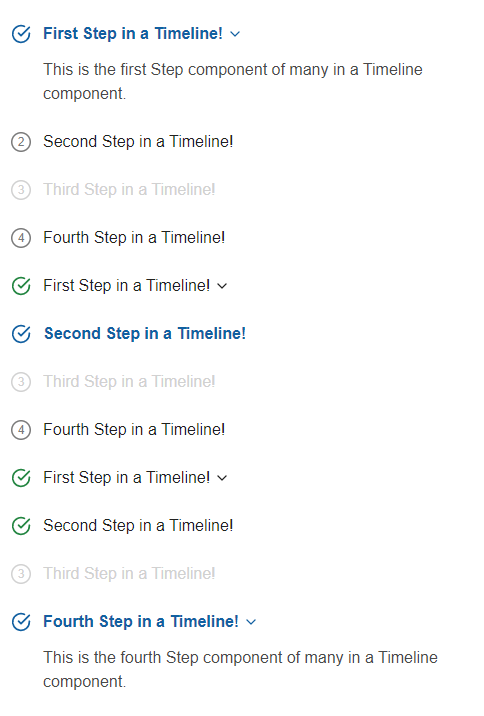 First Step in a Timeline!
This is the first Step component of many in a Timeline
component.
2 Second Step in a Timeline!
3 Third Step in a Timeline!
4 Fourth Step in a Timeline!
First Step in a Timeline!
Second Step in a Timeline!
3 Third Step in a Timeline!
4 Fourth Step in a Timeline!
First Step in a Timeline!
Second Step in a Timeline!
3 Third Step in a Timeline!
Fourth Step in a Timeline!
This is the fourth Step component of many in a Timeline
component.